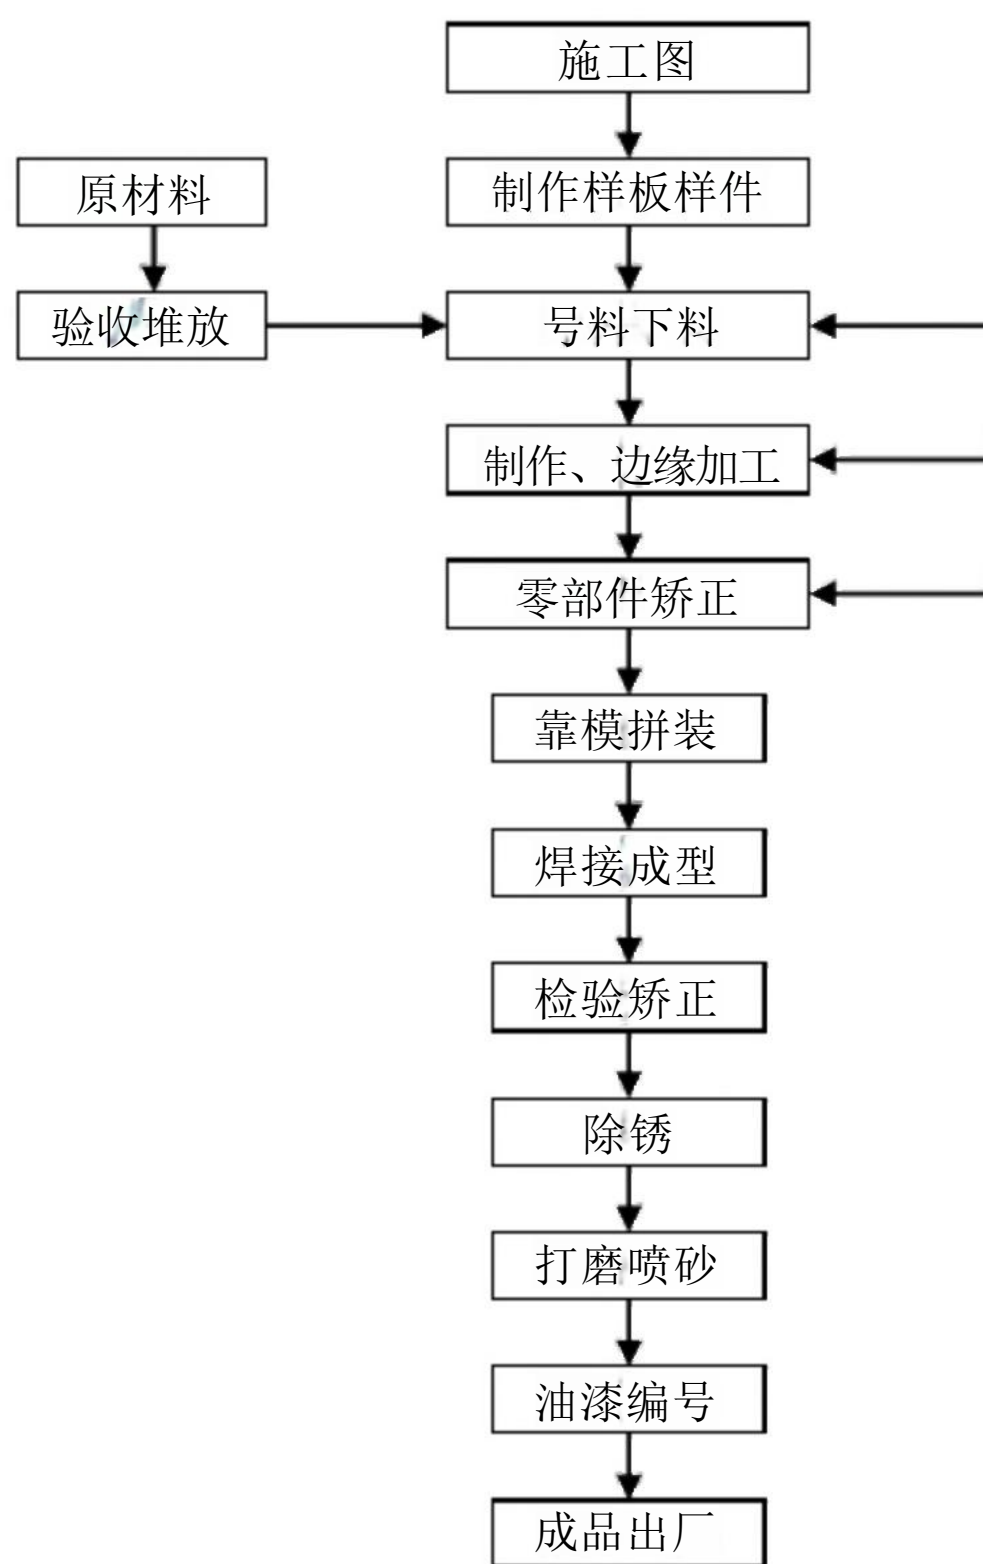 施工图
原材料
制作样板样件
验收堆放
号料下料
制作、边缘加工
零部件矫正
靠模拼装
焊接成型
检验矫正
除锈
打磨喷砂
油漆编号
成品出厂